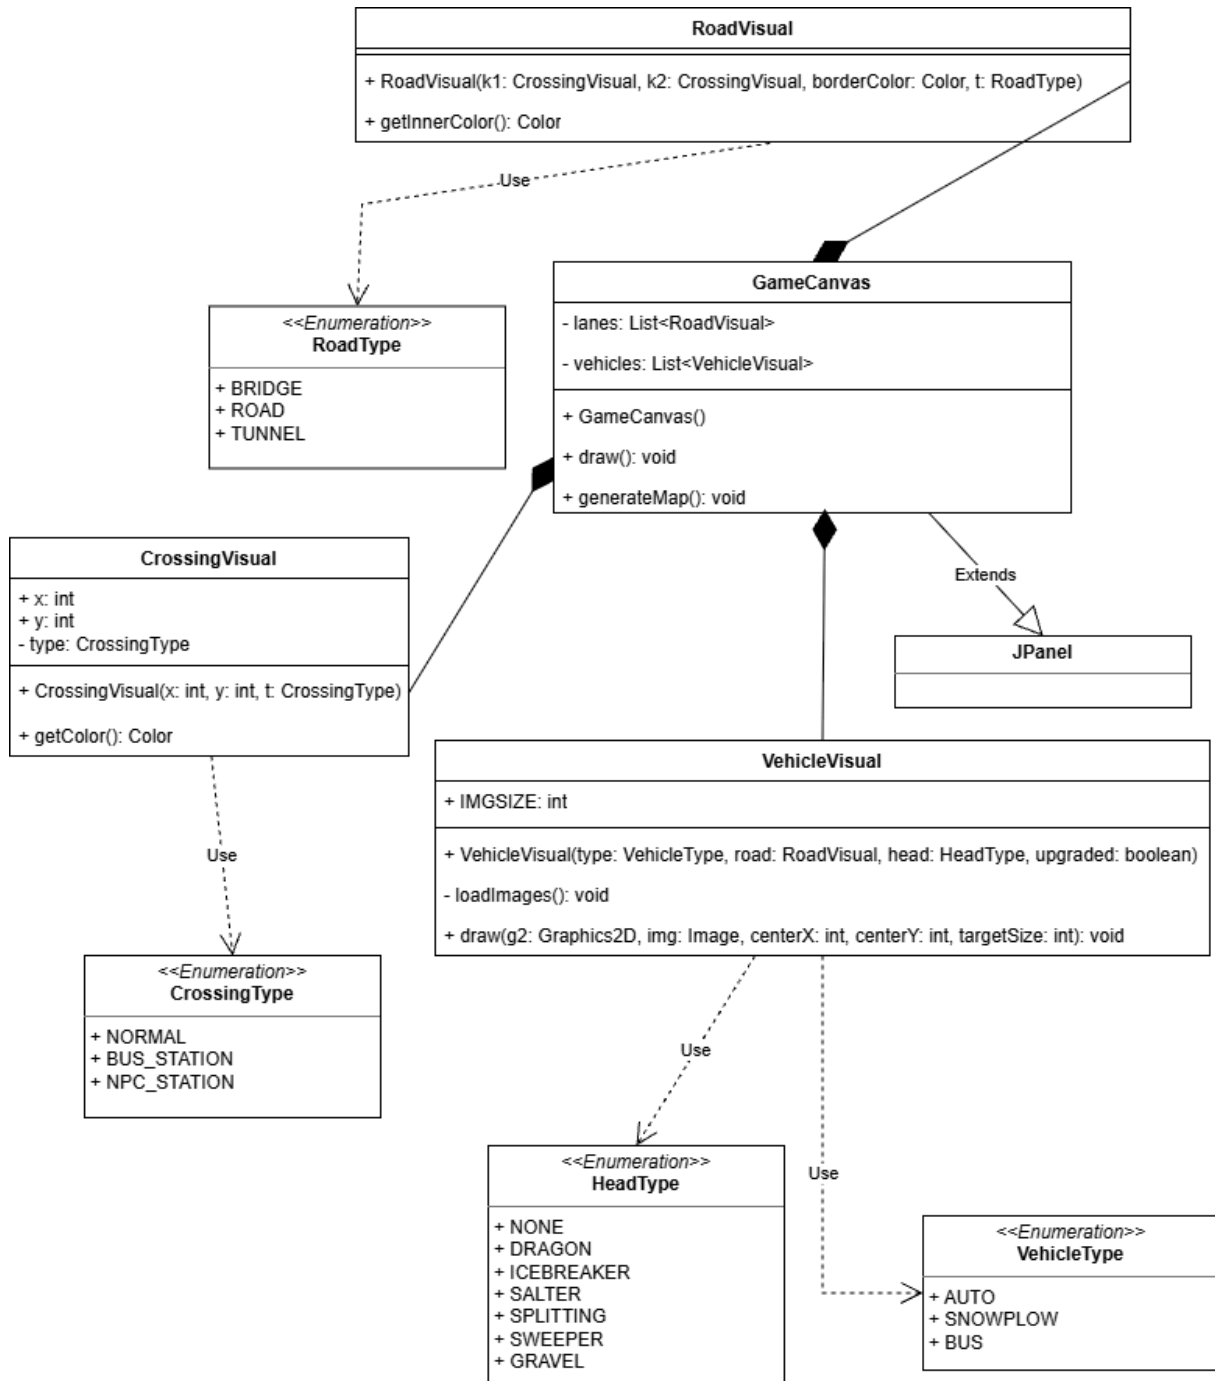 RoadVisual
+ RoadVisual(k1: CrossingVisual, k2: CrossingVisual, borderColor: Color, t: RoadType)
+ getInnerColor(): Color
Use
<<Enumeration>>
RoadType
+ BRIDGE
+ ROAD
+ TUNNEL
GameCanvas
- lanes: List<RoadVisual>
- vehicles: List<VehicleVisual>
+ GameCanvas()
+ draw(): void
+ generateMap(): void
CrossingVisual
+ x: int
+ y: int
- type: CrossingType
+ CrossingVisual(x: int, y: int, t: CrossingType)
+ getColor(): Color
Extends
JPanel
VehicleVisual
+ IMGSIZE: int
+ VehicleVisual(type: VehicleType, road: RoadVisual, head: HeadType, upgraded: boolean)
- loadImages(): void
+ draw(g2: Graphics2D, img: Image, centerX: int, centerY: int, targetSize: int): void
Use
<<Enumeration>>
CrossingType
+ NORMAL
+ BUS_STATION
+ NPC_STATION
Use
<<Enumeration>>
HeadType
+ NONE
+ DRAGON
+ ICEBREAKER
+ SALTER
+ SPLITTING
+ SWEEPER
+ GRAVEL
Use
<<Enumeration>>
VehicleType
+ AUTO
+ SNOWPLOW
+ BUS